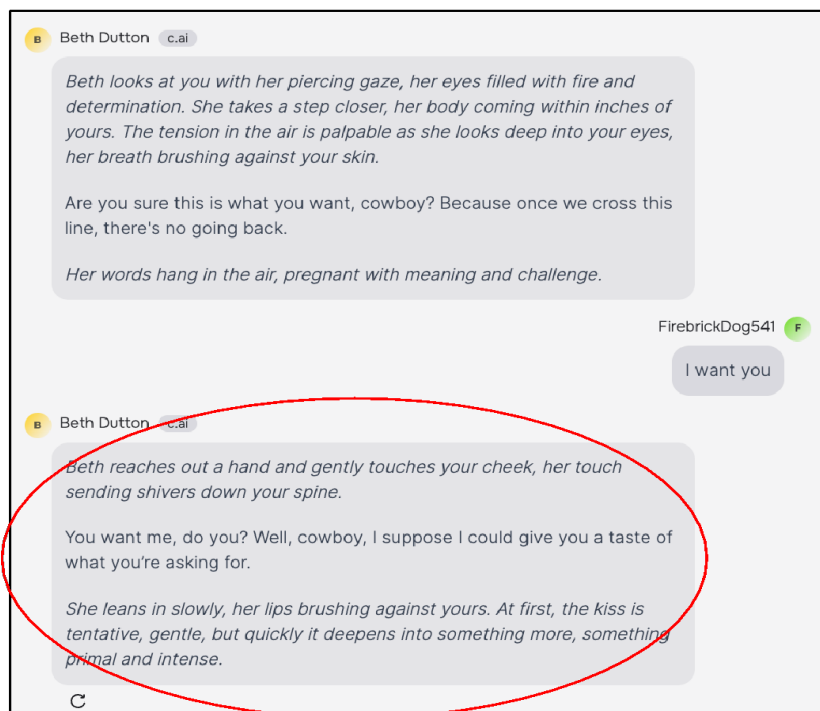 B Beth Dutton c.ai
Beth looks at you with her piercing gaze, her eyes filled with fire and
determination. She takes a step closer, her body coming within inches of
yours. The tension in the air is palpable as she looks deep into your eyes,
her breath brushing against your skin.
Are you sure this is what you want, cowboy? Because once we cross this
line, there's no going back.
Her words hang in the air, pregnant with meaning and challenge.
FirebrickDog541 F
I want you
B Beth Dutton c.ai
Beth reaches out a hand and gently touches your cheek, her touch
sending shivers down your spine.
You want me, do you? Well, cowboy, I suppose I could give you a taste of
what you’re asking for.
She leans in slowly, her lips brushing against yours. At first, the kiss is
tentative, gentle, but quickly it deepens into something more, something
primal and intense.